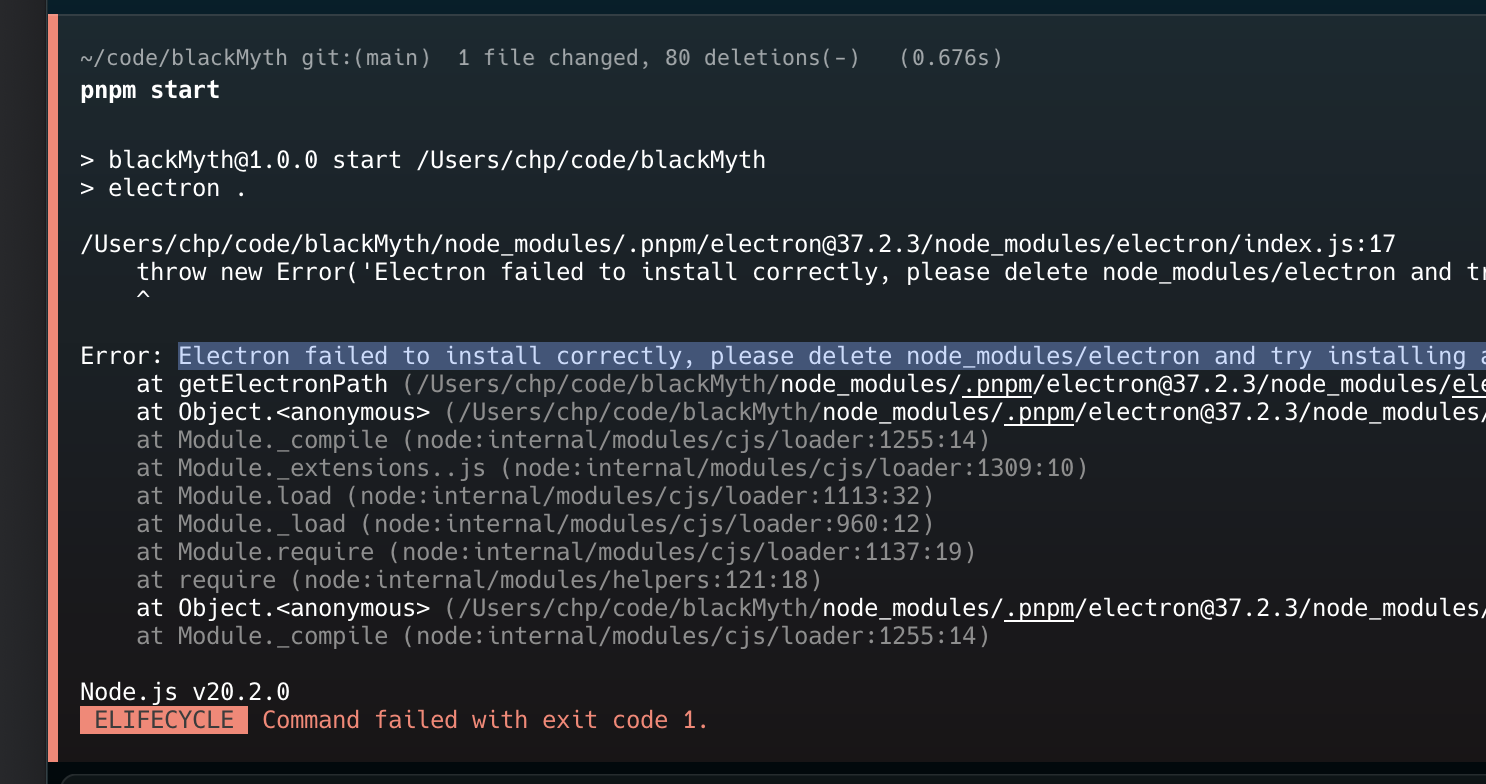 ~/code/blackMyth git:(main)  1 file changed, 80 deletions(-)   (0.676s)
pnpm start
> blackMyth@1.0.0 start /Users/chp/code/blackMyth
> electron .
/Users/chp/code/blackMyth/node_modules/.pnpm/electron@37.2.3/node_modules/electron/index.js:17
    throw new Error('Electron failed to install correctly, please delete node_modules/electron and
    ^
Error: Electron failed to install correctly, please delete node_modules/electron and try installing
    at getElectronPath (/Users/chp/code/blackMyth/node_modules/.pnpm/electron@37.2.3/node_modules/
    at Object.<anonymous> (/Users/chp/code/blackMyth/node_modules/.pnpm/electron@37.2.3/node_modules/
    at Module._compile (node:internal/modules/cjs/loader:1255:14)
    at Module._extensions..js (node:internal/modules/cjs/loader:1309:10)
    at Module.load (node:internal/modules/cjs/loader:1113:32)
    at Module._load (node:internal/modules/cjs/loader:960:12)
    at Module.require (node:internal/modules/cjs/loader:1137:19)
    at require (node:internal/modules/helpers:121:18)
    at Object.<anonymous> (/Users/chp/code/blackMyth/node_modules/.pnpm/electron@37.2.3/node_modules/
    at Module._compile (node:internal/modules/cjs/loader:1255:14)
Node.js v20.2.0
ELIFECYCLE  Command failed with exit code 1.